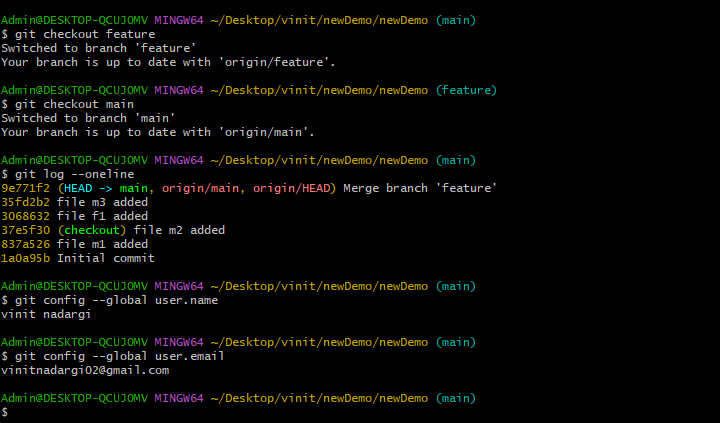 Admin@DESKTOP-QCUJOMV MINGW64 ~/Desktop/vinit/newDemo/newDemo (main)
$ git checkout feature
Switched to branch 'feature'
Your branch is up to date with 'origin/feature'.
Admin@DESKTOP-QCUJOMV MINGW64 ~/Desktop/vinit/newDemo/newDemo (feature)
$ git checkout main
Switched to branch 'main'
Your branch is up to date with 'origin/main'.
Admin@DESKTOP-QCUJOMV MINGW64 ~/Desktop/vinit/newDemo/newDemo (main)
$ git log --oneline
9e771f2 (HEAD -> main, origin/main, origin/HEAD) Merge branch 'feature'
35fd2b2 file m3 added
3068632 file f1 added
37e5f30 (checkout) file m2 added
837a526 file m1 added
1a0a95b Initial commit
Admin@DESKTOP-QCUJOMV MINGW64 ~/Desktop/vinit/newDemo/newDemo (main)
$ git config --global user.name
vinit nadargi
Admin@DESKTOP-QCUJOMV MINGW64 ~/Desktop/vinit/newDemo/newDemo (main)
$ git config --global user.email
vinitnadargi02@gmail.com
Admin@DESKTOP-QCUJOMV MINGW64 ~/Desktop/vinit/newDemo/newDemo (main)
$